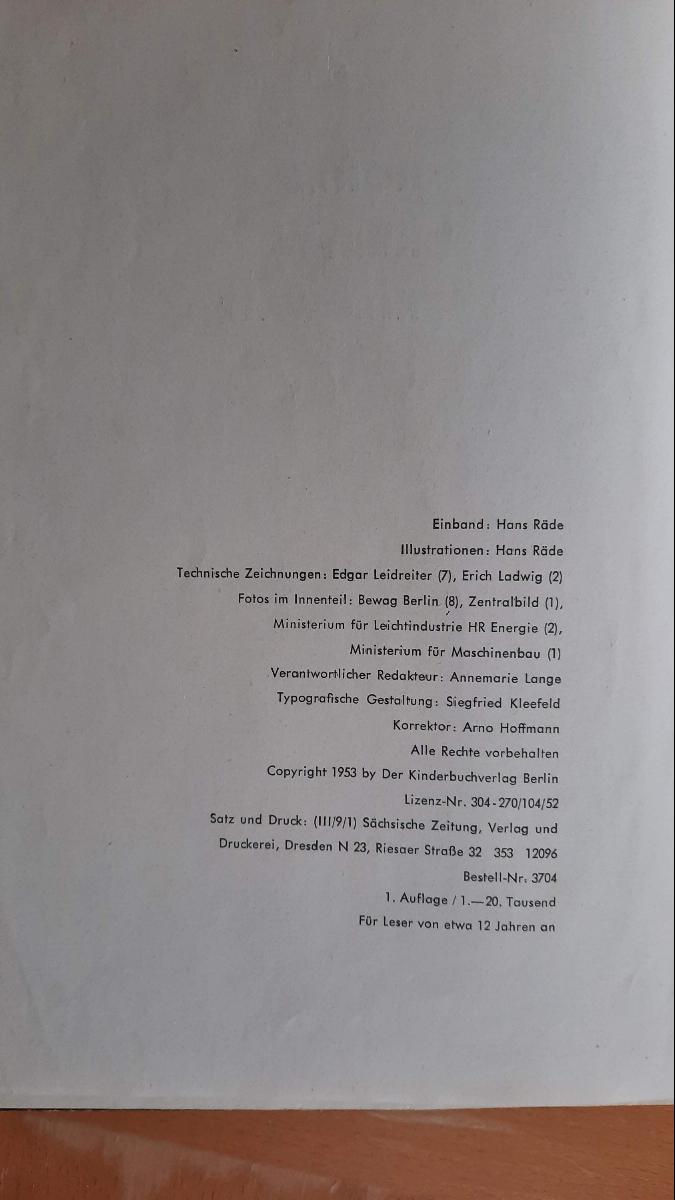 Einband: Hans Räde
Illustrationen: Hans Räde
Technische Zeichnungen: Edgar Leidreiter (7), Erich Ladwig (2)
Fotos im Innenteil: Bewag Berlin (8), Zentralbild (1),
Ministerium für Leichtindustrie HR Energie (2),
Ministerium für Maschinenbau (1)
Verantwortlicher Redakteur: Annemarie Lange
Typografische Gestaltung: Siegfried Kleefeld
Korrektor: Arno Hoffmann
Alle Rechte vorbehalten
Copyright 1953 by Der Kinderbuchverlag Berlin
Lizenz-Nr. 304-270/104/52
Satz und Druck: (III/9/1) Sächsische Zeitung, Verlag und
Druckerei, Dresden N 23, Riesaer Straße 32 353 12096
Bestell-Nr. 3704
1. Auflage / 1.—20. Tausend
Für Leser von etwa 12 Jahren an